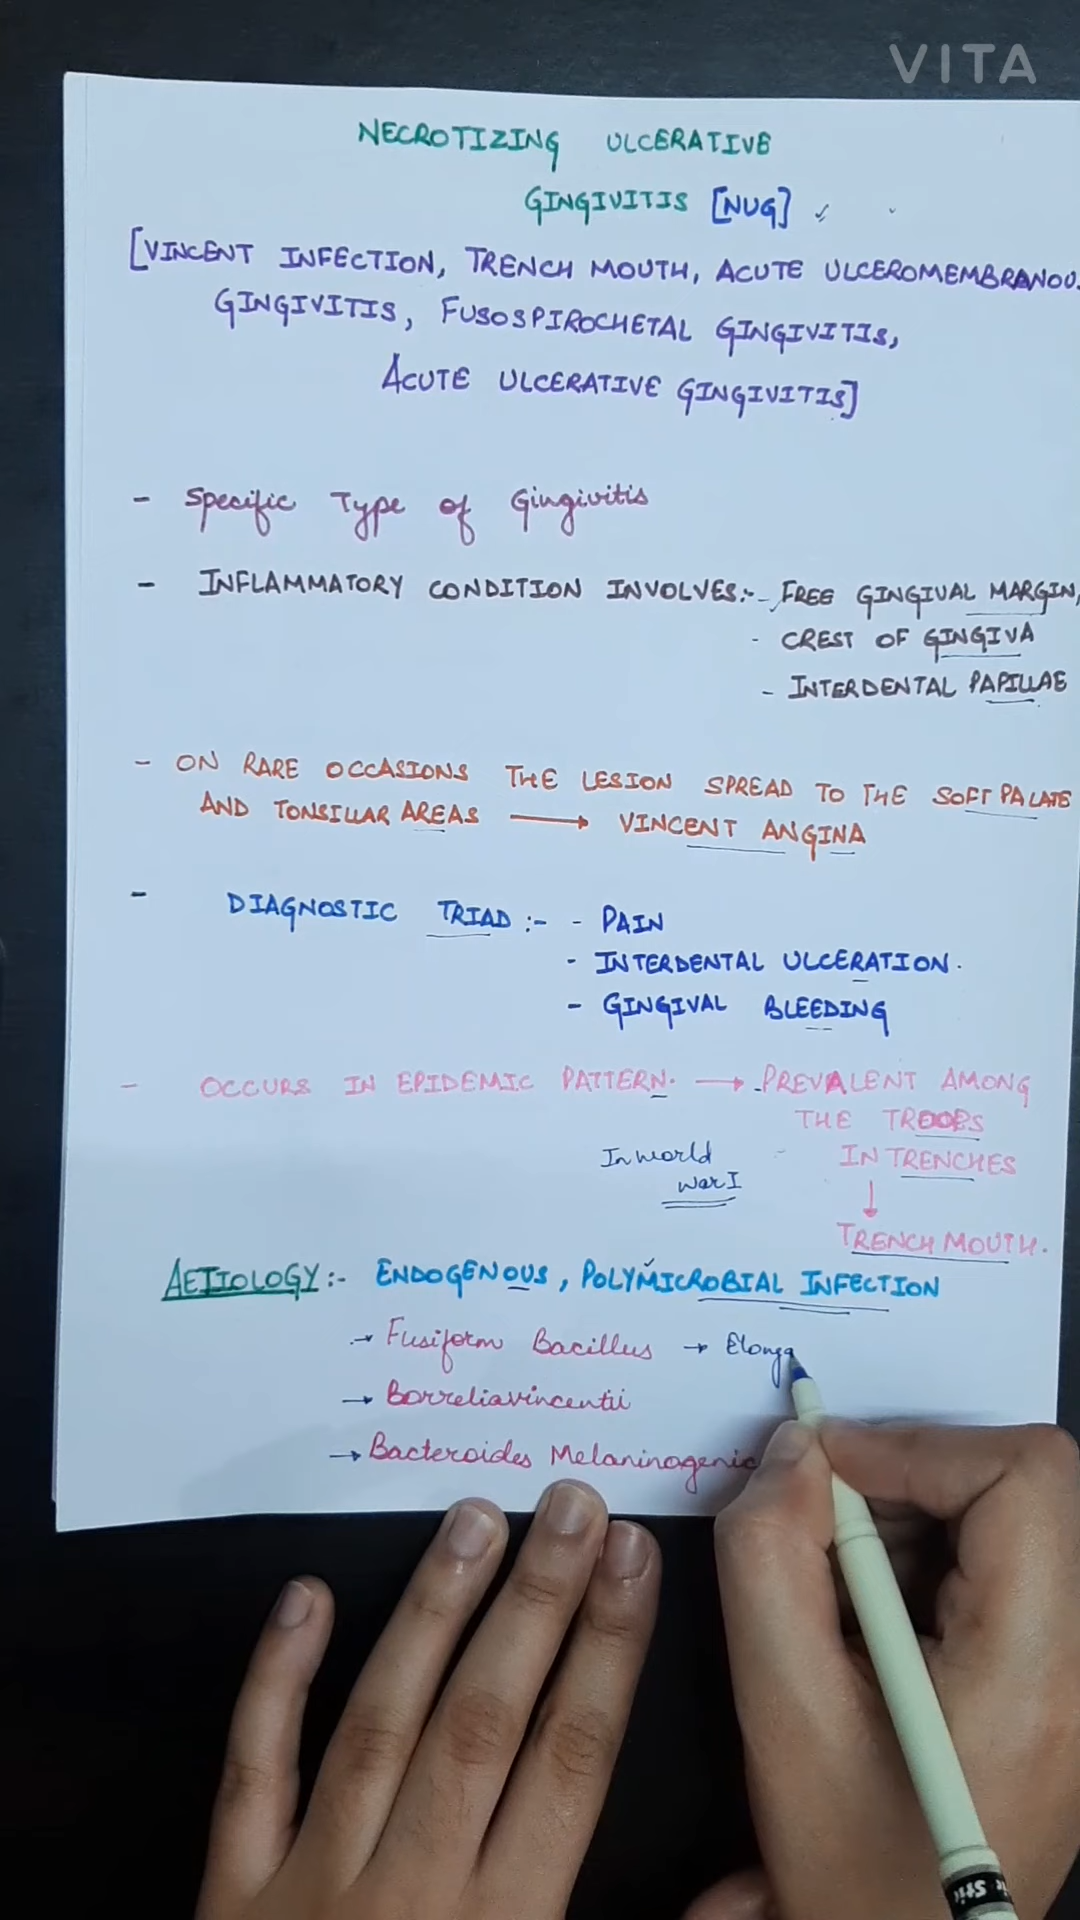 VITA
NECROTIZING ULCERATIVE
GINGIVITIS [NUG]
[VINCENT INFECTION, TRENCH MOUTH, ACUTE ULCEROMEMBRANOU
GINGIVITIS, FUSOSPIROCHETAL GINGIVITIS,
ACUTE ULCERATIVE GINGIVITIS]
- Specific Type of Gingivitis
- INFLAMMATORY CONDITION INVOLVES:- - FREE GINGIVAL MARGIN,
- CREST OF GINGIVA
- INTERDENTAL PAPILLAE
- ON RARE OCCASIONS THE LESION SPREAD TO THE SOFT PALATE
AND TONSILLAR AREAS → VINCENT ANGINA
- DIAGNOSTIC TRIAD :- - PAIN
- INTERDENTAL ULCERATION.
- GINGIVAL BLEEDING
- OCCURS IN EPIDEMIC PATTERN. → PREVALENT AMONG
THE TROOPS
In world IN TRENCHES
War I ↓
TRENCH MOUTH.
AETIOLOGY:- ENDOGENOUS, POLYMICROBIAL INFECTION
→ Fusiform Bacillus → Elonga
→ Borreliavincentii
→ Bacteroides Melaninogenic
Stic